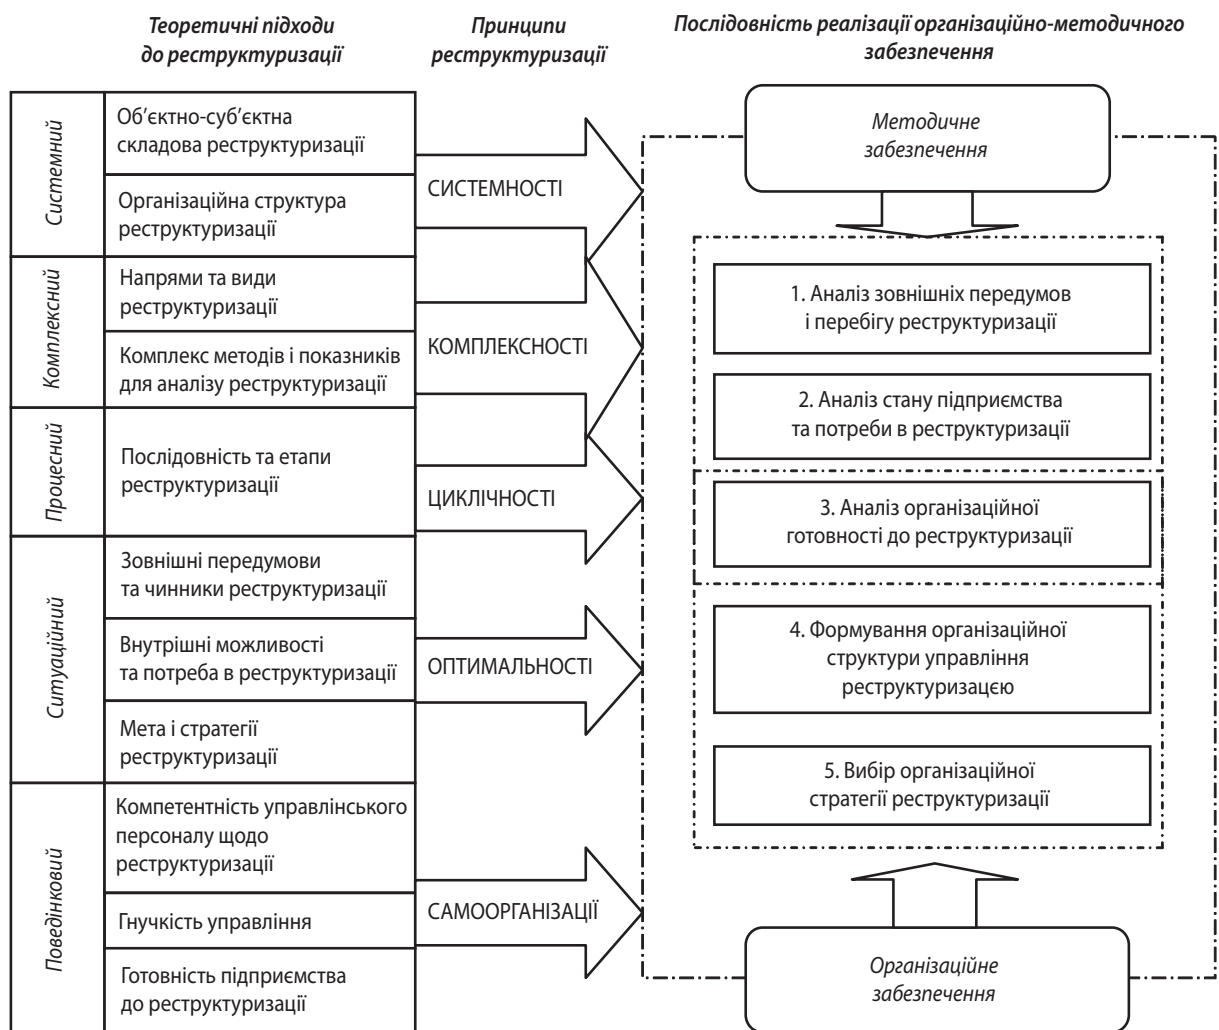 Теоретичні підходи
до реструктуризації
Принципи
реструктуризації
Послідовність реалізації організаційно-методичного
забезпечення
Системний
Об’єктно-суб’єктна
складова реструктуризації
Організаційна структура
реструктуризації
Комплексний
Напрями та види
реструктуризації
Комплекс методів і показників
для аналізу реструктуризації
Процесний
Послідовність та етапи
реструктуризації
Ситуаційний
Зовнішні передумови
та чинники реструктуризації
Внутрішні можливості
та потреба в реструктуризації
Мета і стратегії
реструктуризації
Поведінковий
Компетентність управлінського
персоналу щодо
реструктуризації
Гнучкість управління
Готовність підприємства
до реструктуризації
СИСТЕМНОСТІ
КОМПЛЕКСНОСТІ
ЦИКЛІЧНОСТІ
ОПТИМАЛЬНОСТІ
САМООРГАНІЗАЦІЇ
Методичне
забезпечення
1. Аналіз зовнішніх передумов
і перебігу реструктуризації
2. Аналіз стану підприємства
та потреби в реструктуризації
3. Аналіз організаційної
готовності до реструктуризації
4. Формування організаційної
структури управління
реструктуризацєю
5. Вибір організаційної
стратегії реструктуризації
Організаційне
забезпечення